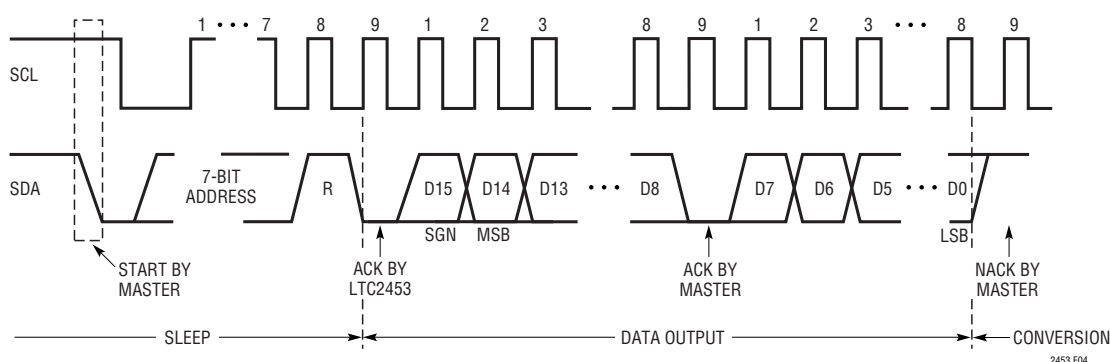 1 ••• 7 8 9 1 2 3 8 9 1 2 3 ••• 8 9
SCL •••
SDA 7-BIT ADDRESS R D15 D14 D13 ••• D8 D7 D6 D5 ••• D0
SGN MSB LSB
START BY
MASTER
ACK BY
LTC2453
ACK BY
MASTER
NACK BY
MASTER
SLEEP DATA OUTPUT CONVERSION
2453 F04